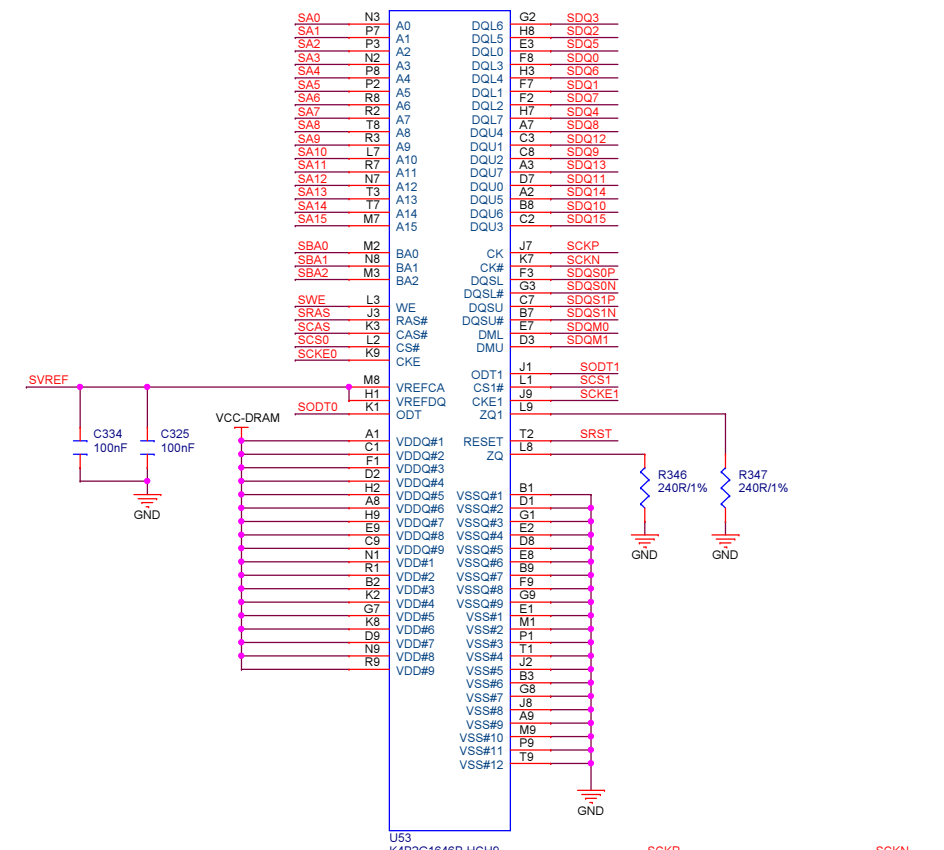 SA0 N3 A0 DQL6 G2 SDQ3
SA1 P7 A1 DQL5 H8 SDQ2
SA2 P3 A2 DQL0 E3 SDQ5
SA3 N2 A3 DQL3 F8 SDQ0
SA4 P8 A4 DQL4 H3 SDQ6
SA5 P2 A5 DQL1 F7 SDQ1
SA6 R8 A6 DQL2 F2 SDQ7
SA7 R2 A7 DQL7 H7 SDQ4
SA8 T8 A8 DQU4 A7 SDQ8
SA9 R3 A9 DQU1 C3 SDQ12
SA10 L7 A10 DQU2 C8 SDQ9
SA11 R7 A11 DQU7 A3 SDQ13
SA12 N7 A12 DQU0 D7 SDQ11
SA13 T3 A13 DQU5 A2 SDQ14
SA14 T7 A14 DQU6 B8 SDQ10
SA15 M7 A15 DQU3 C2 SDQ15
SBA0 M2 BA0 CK J7 SCKP
SBA1 N8 BA1 CK# K7 SCKN
SBA2 M3 BA2 DQSL F3 SDQS0P
DQSL# G3 SDQS0N
SWE L3 WE DQSU C7 SDQS1P
SRAS J3 RAS# DQSU# B7 SDQS1N
SCAS K3 CAS# DML E7 SDQM0
SCS0 L2 CS# DMU D3 SDQM1
SCKE0 K9 CKE
ODT1 J1 SODT1
SVREF M8 VREFCA CS1# L1 SCS1
H1 VREFDQ CKE1 J9 SCKE1
SODT0 K1 ODT ZQ1 L9
VCC-DRAM
A1 VDDQ#1 RESET T2 SRST
C1 VDDQ#2 ZQ L8
F1 VDDQ#3
D2 VDDQ#4
H2 VDDQ#5 VSSQ#1 B1
A8 VDDQ#6 VSSQ#2 D1
H9 VDDQ#7 VSSQ#3 G1
E9 VDDQ#8 VSSQ#4 E2
C9 VDDQ#9 VSSQ#5 D8
N1 VDD#1 VSSQ#6 E8
R1 VDD#2 VSSQ#7 B9
B2 VDD#3 VSSQ#8 F9
K2 VDD#4 VSSQ#9 G9
G7 VDD#5 VSS#1 E1
K8 VDD#6 VSS#2 M1
D9 VDD#7 VSS#3 P1
N9 VDD#8 VSS#4 T1
R9 VDD#9 VSS#5 J2
VSS#6 B3
VSS#7 G8
VSS#8 J8
VSS#9 A9
VSS#10 M9
VSS#11 P9
VSS#12 T9
C334
100nF
C325
100nF
GND
R346
240R/1%
R347
240R/1%
GND
GND
GND
U53
K4B2G1646B-HCH9
SCKP
SCKN